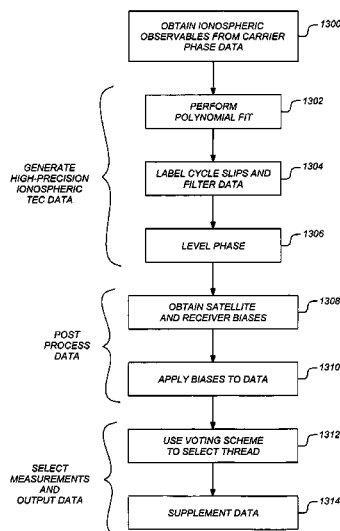 OBTAIN IONOSPHERIC
OBSERVABLES FROM CARRIER
PHASE DATA
1300
PERFORM
POLYNOMIAL FIT
1302
LABEL CYCLE SLIPS AND
FILTER DATA
1304
LEVEL PHASE
1306
GENERATE
HIGH-PRECISION
IONOSPHERIC
TEC DATA
OBTAIN SATELLITE
AND RECEIVER BIASES
1308
APPLY BIASES TO DATA
1310
POST
PROCESS
DATA
USE VOTING SCHEME
TO SELECT THREAD
1312
SUPPLEMENT DATA
1314
SELECT
MEASUREMENTS
AND
OUTPUT DATA